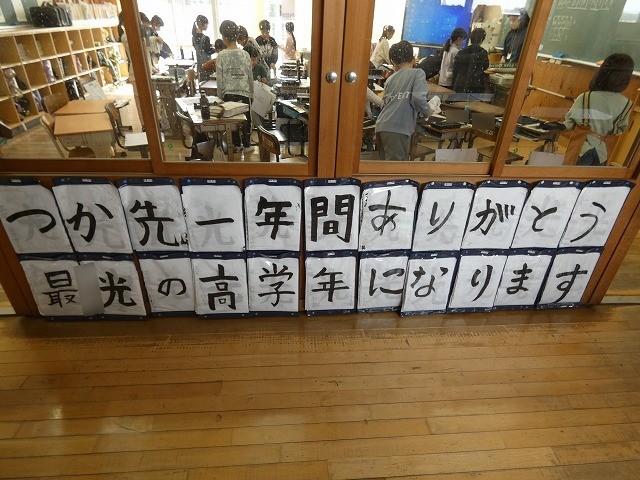 つか先一年間ありがとう
最光の高学年になります